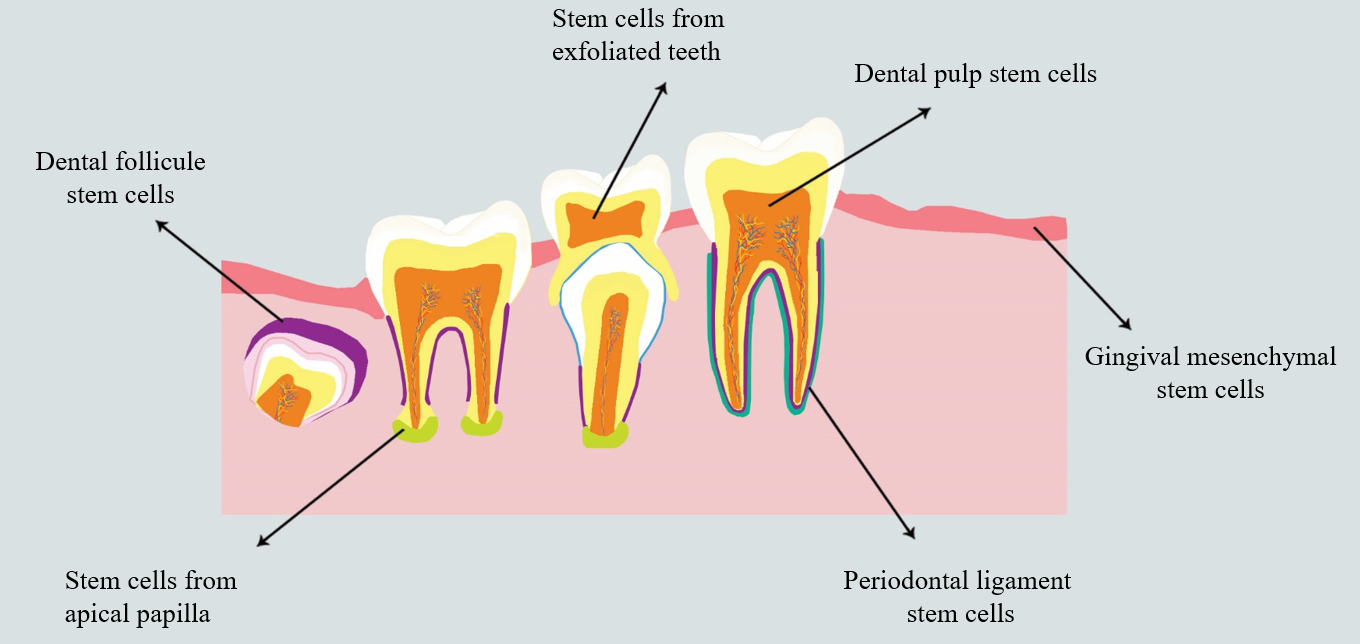 Stem cells from
exfoliated teeth
Dental pulp stem cells
Dental follicule
stem cells
Gingival mesenchymal
stem cells
Stem cells from
apical papilla
Periodontal ligament
stem cells